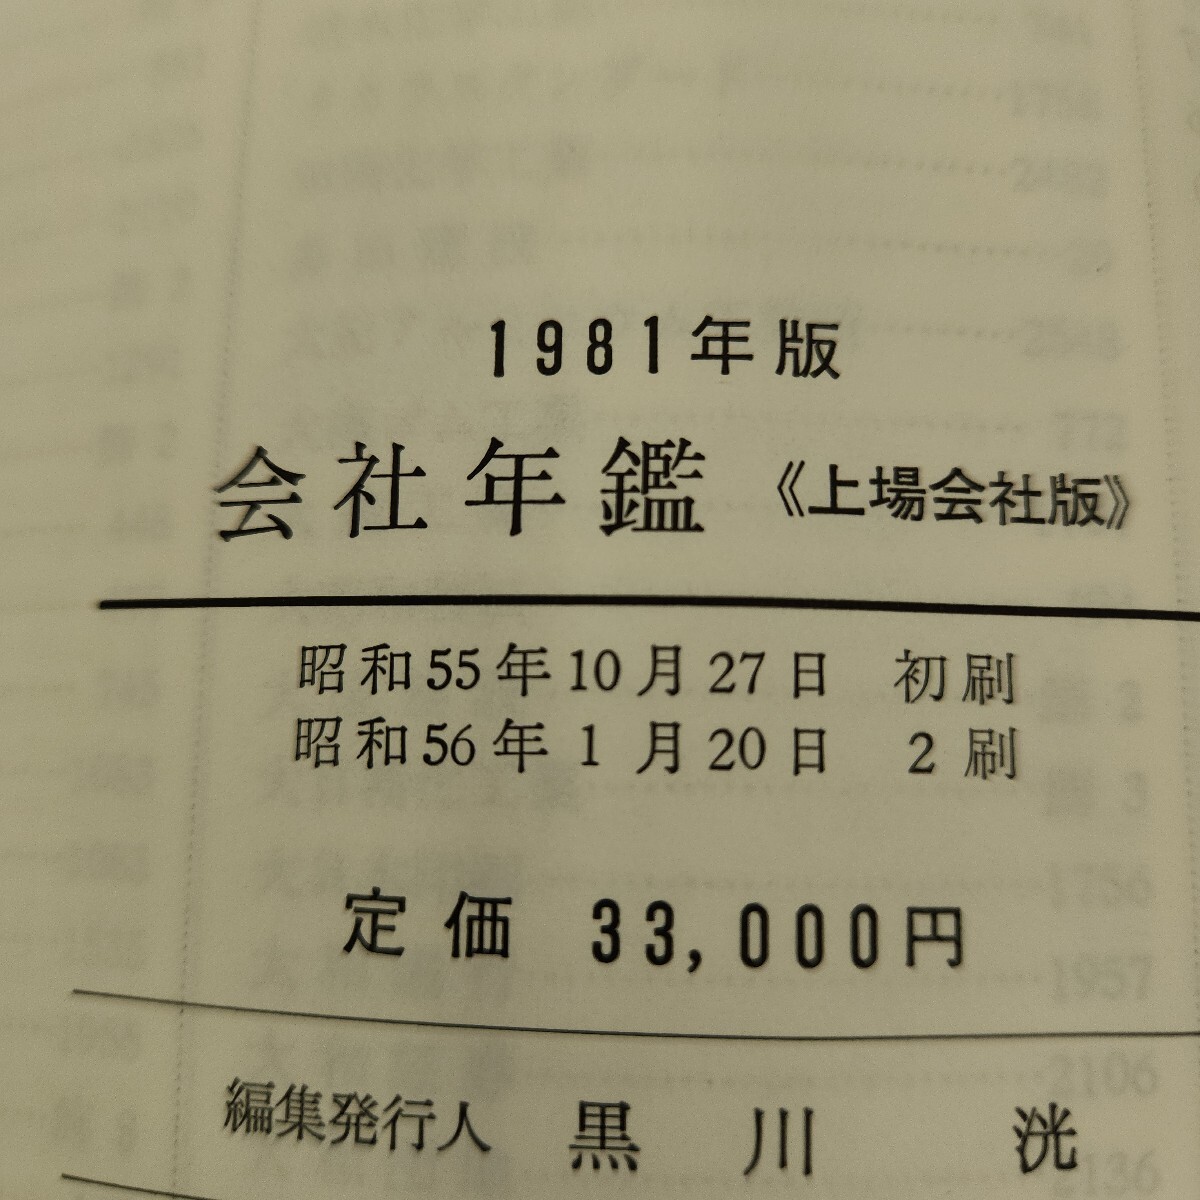 1981年版
会社年鑑《上場会社版》
昭和55年10月27日 初刷
昭和56年1月20日 2刷
定価 33,000円
編集発行人 黒川 洸